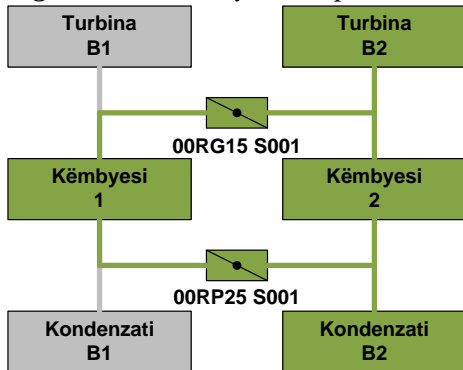 Turbina
B1
Turbina
B2
00RG15 S001
Këmbyesi
1
Këmbyesi
2
00RP25 S001
Kondenzati
B1
Kondenzati
B2